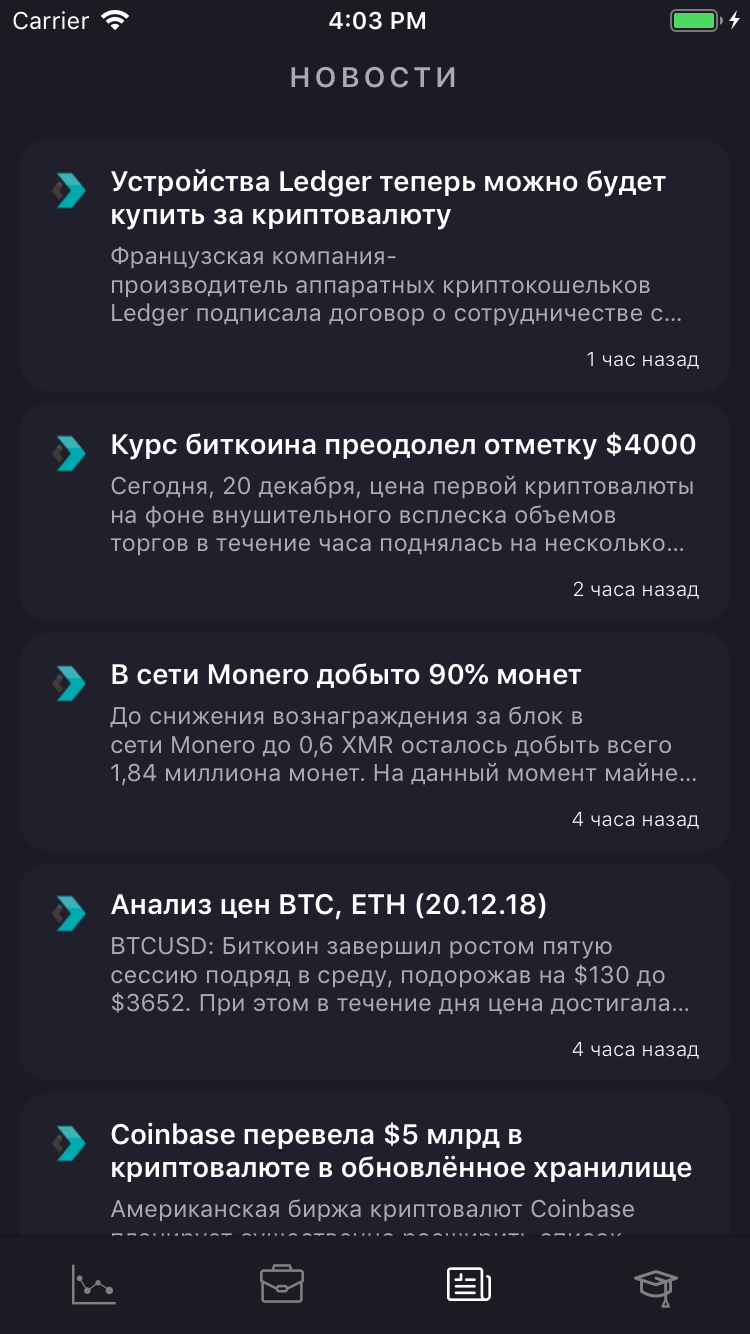 Carrier
4:03 PM
НОВОСТИ
Устройства Ledger теперь можно будет
купить за криптовалюту
Французская компания-
производитель аппаратных криптокошельков
Ledger подписала договор о сотрудничестве с...
1 час назад
Курс биткоина преодолел отметку $4000
Сегодня, 20 декабря, цена первой криптовалюты
на фоне внушительного всплеска объемов
торгов в течение часа поднялась на несколько...
2 часа назад
В сети Monero добыто 90% монет
До снижения вознаграждения за блок в
сети Monero до 0,6 XMR осталось добыть всего
1,84 миллиона монет. На данный момент майне...
4 часа назад
Анализ цен BTC, ETH (20.12.18)
BTCUSD: Биткоин завершил ростом пятую
сессию подряд в среду, подорожав на $130 до
$3652. При этом в течение дня цена достигала...
4 часа назад
Coinbase перевела $5 млрд в
криптовалюте в обновлённое хранилище
Американская биржа криптовалют Coinbase
планирует существенно расширить список